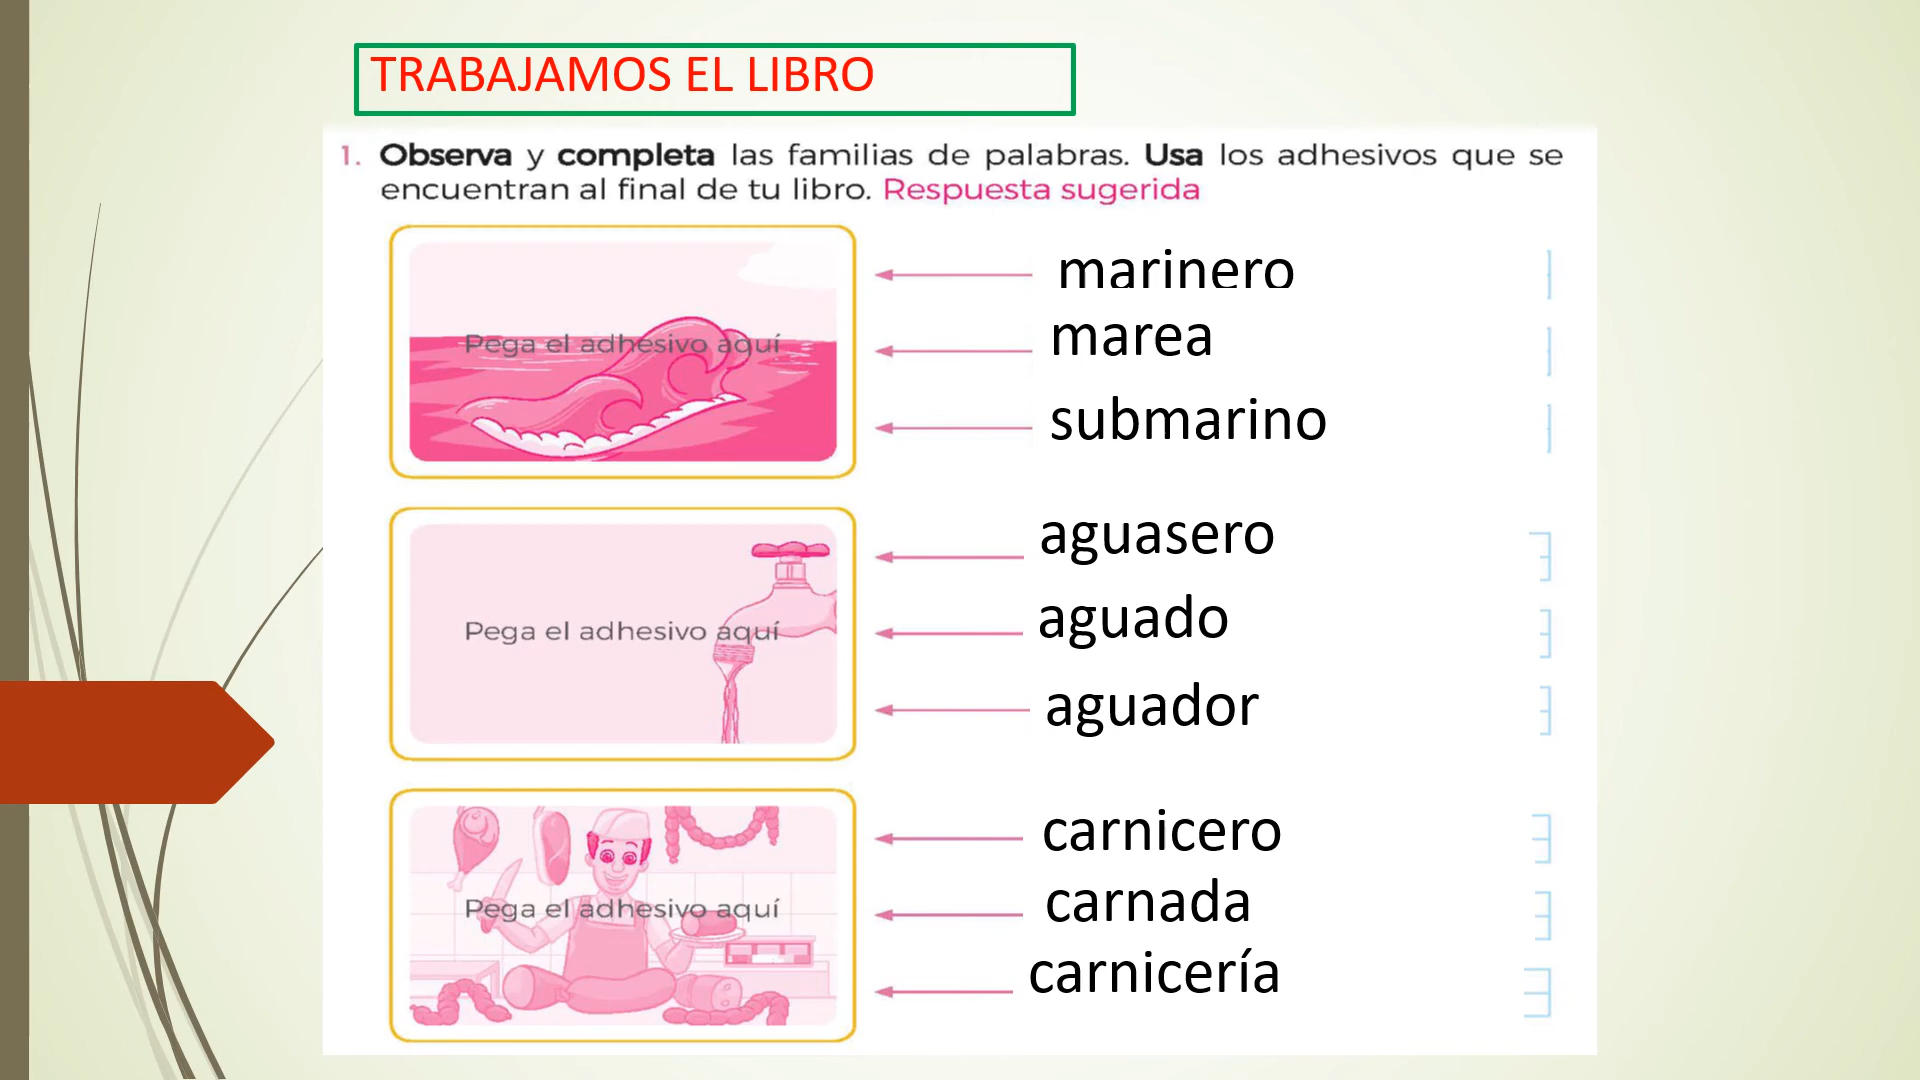 TRABAJAMOS EL LIBRO
1. Observa y completa las familias de palabras. Usa los adhesivos que se
encuentran al final de tu libro. Respuesta sugerida
Pega el adhesivo aquí
marinero
marea
submarino
Pega el adhesivo aquí
aguasero
aguado
aguador
Pega el adhesivo aquí
carnicero
carnada
carnicería